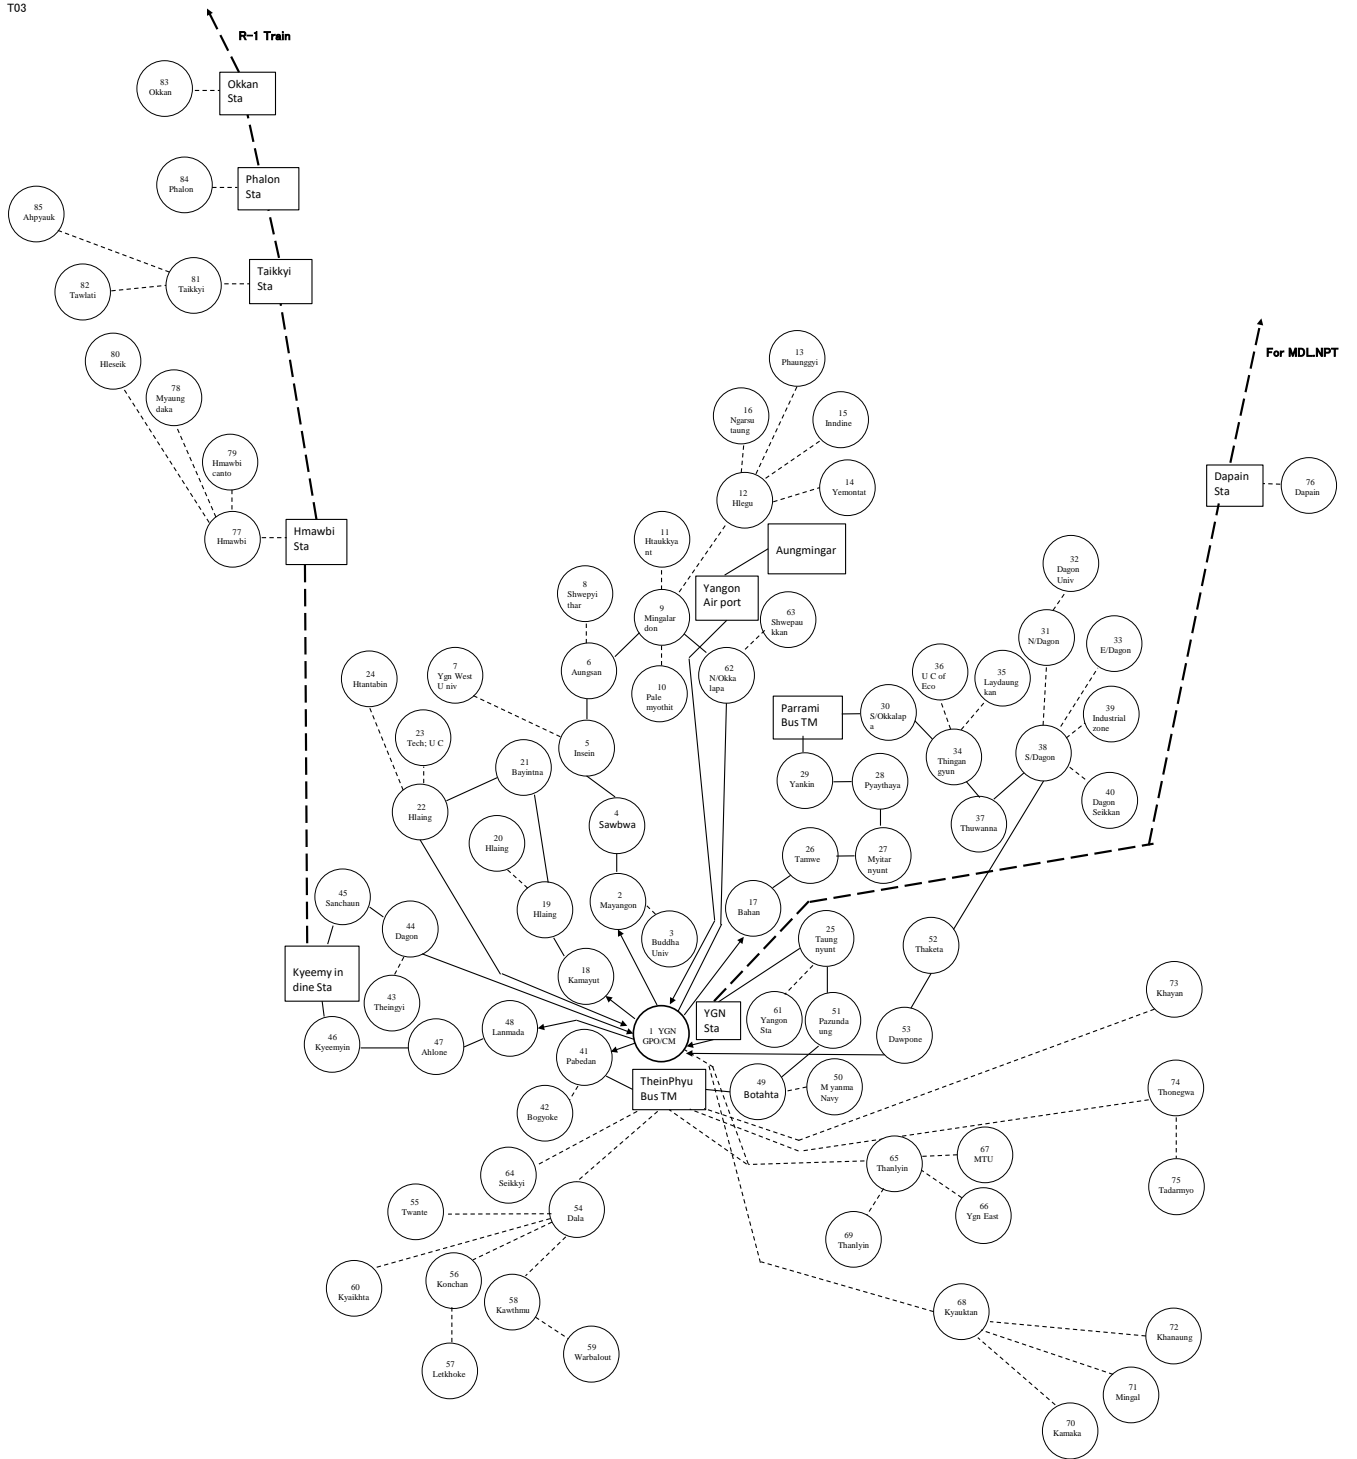 T03
R-1 Train
83
Okkan
Okkan
Sta
84
Phalon
Phalon
Sta
85
Ahpyauk
82
Tawlati
81
Taikkyi
Taikkyi
Sta
80
Hleseik
78
Myaung
daka
79
Hmawbi
canto
77
Hmawbi
Hmawbi
Sta
For MDL.NPT
Dapain
Sta
76
Dapain
13
Phaunggyi
16
Ngarsu
taung
15
Inndine
12
Hlegu
14
Yemontat
11
Htaukkya
nt
Aungmingar
Yangon
Air port
8
Shwepyi
thar
9
Mingalar
don
63
Shwepau
kkan
6
Aungsan
10
Pale
myothit
62
N/Okka
lapa
7
Ygn West
U niv
5
Insein
24
Htantabin
23
Tech; U C
21
Bayintna
22
Hlaing
4
Sawbwa
20
Hlaing
19
Hlaing
2
Mayangon
3
Buddha
Univ
18
Kamayut
32
Dagon
Univ
31
N/Dagon
33
E/Dagon
36
U C of
Eco
35
Laydaung
kan
39
Industrial
zone
38
S/Dagon
40
Dagon
Seikkan
Parrami
Bus TM
30
S/Okkalap
a
34
Thingan
gyun
37
Thuwanna
29
Yankin
28
Pyaythaya
26
Tamwe
27
Myitar
nyunt
17
Bahan
25
Taung
nyunt
52
Thaketa
61
Yangon
Sta
51
Pazunda
ung
53
Dawpone
45
Sanchaun
44
Dagon
Kyeemy in
dine Sta
43
Theingyi
46
Kyeemyin
47
Ahlone
48
Lanmada
1 YGN
GPO/CM
YGN
Sta
41
Pabedan
42
Bogyoke
TheinPhyu
Bus TM
49
Botahta
50
M yanma
Navy
73
Khayan
74
Thonegwa
75
Tadarmyo
65
Thanlyin
67
MTU
66
Ygn East
69
Thanlyin
64
Seikkyi
55
Twante
54
Dala
60
Kyaikhta
56
Konchan
58
Kawthmu
57
Letkhoke
59
Warbalout
68
Kyauktan
72
Khanaung
71
Mingal
70
Kamaka